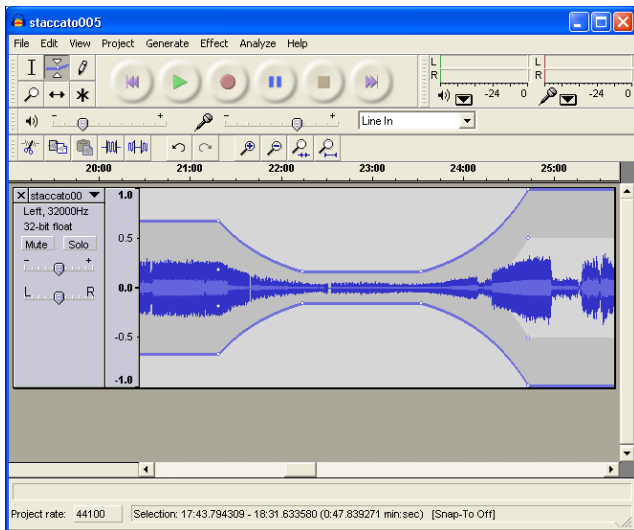 staccato005
File Edit View Project Generate Effect Analyze Help
L
R
-24 0
L
R
-24 0
- +
- +
Line In
20:00 21:00 22:00 23:00 24:00 25:00
X staccato00
Left, 32000Hz
32-bit float
Mute Solo
- +
L R
1.0
0.5
0.0
-0.5
-1.0
Project rate: 44100 Selection: 17:43.794309 - 18:31.633580 (0:47.839271 min:sec) [Snap-To Off]